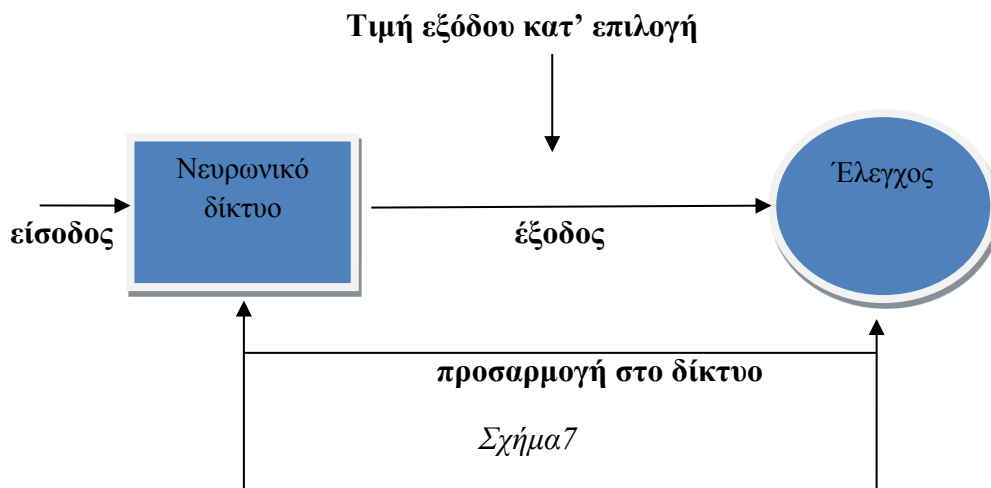 Τιμή εξόδου κατ’ επιλογή
Νευρωνικό
δίκτυο
Έλεγχος
είσοδος
έξοδος
προσαρμογή στο δίκτυο
Σχήμα7